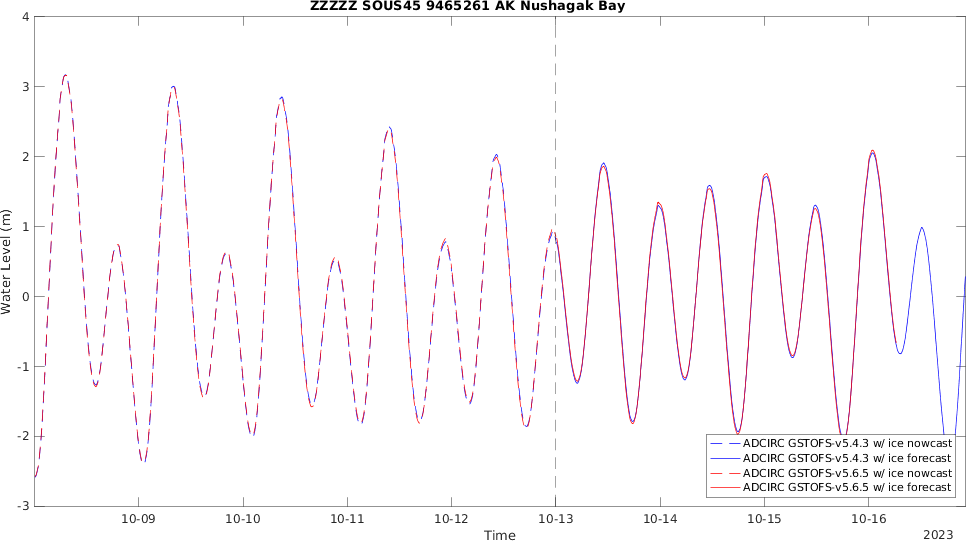 ZZZZZ SOUS45 9465261 AK Nushagak Bay
4
3
2
1
0
-1
-2
-3
Water Level (m)
10-09
10-10
10-11
10-12
10-13
10-14
10-15
10-16
Time
2023
ADCIRC GSTOFS-v5.4.3 w/ ice nowcast
ADCIRC GSTOFS-v5.4.3 w/ ice forecast
ADCIRC GSTOFS-v5.6.5 w/ ice nowcast
ADCIRC GSTOFS-v5.6.5 w/ ice forecast